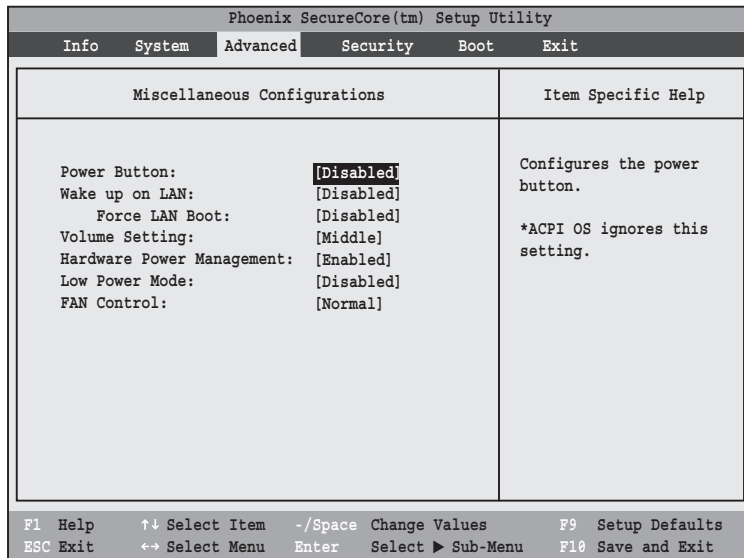 Phoenix SecureCore(tm) Setup Utility
Info System Advanced Security Boot Exit
Miscellaneous Configurations
Item Specific Help
Power Button: [Disabled]
Wake up on LAN: [Disabled]
Force LAN Boot: [Disabled]
Volume Setting: [Middle]
Hardware Power Management: [Enabled]
Low Power Mode: [Disabled]
FAN Control: [Normal]
Configures the power
button.
*ACPI OS ignores this
setting.
F1 Help ↑↓ Select Item -/Space Change Values F9 Setup Defaults
ESC Exit ←→ Select Menu Enter Select ▶ Sub-Menu F10 Save and Exit